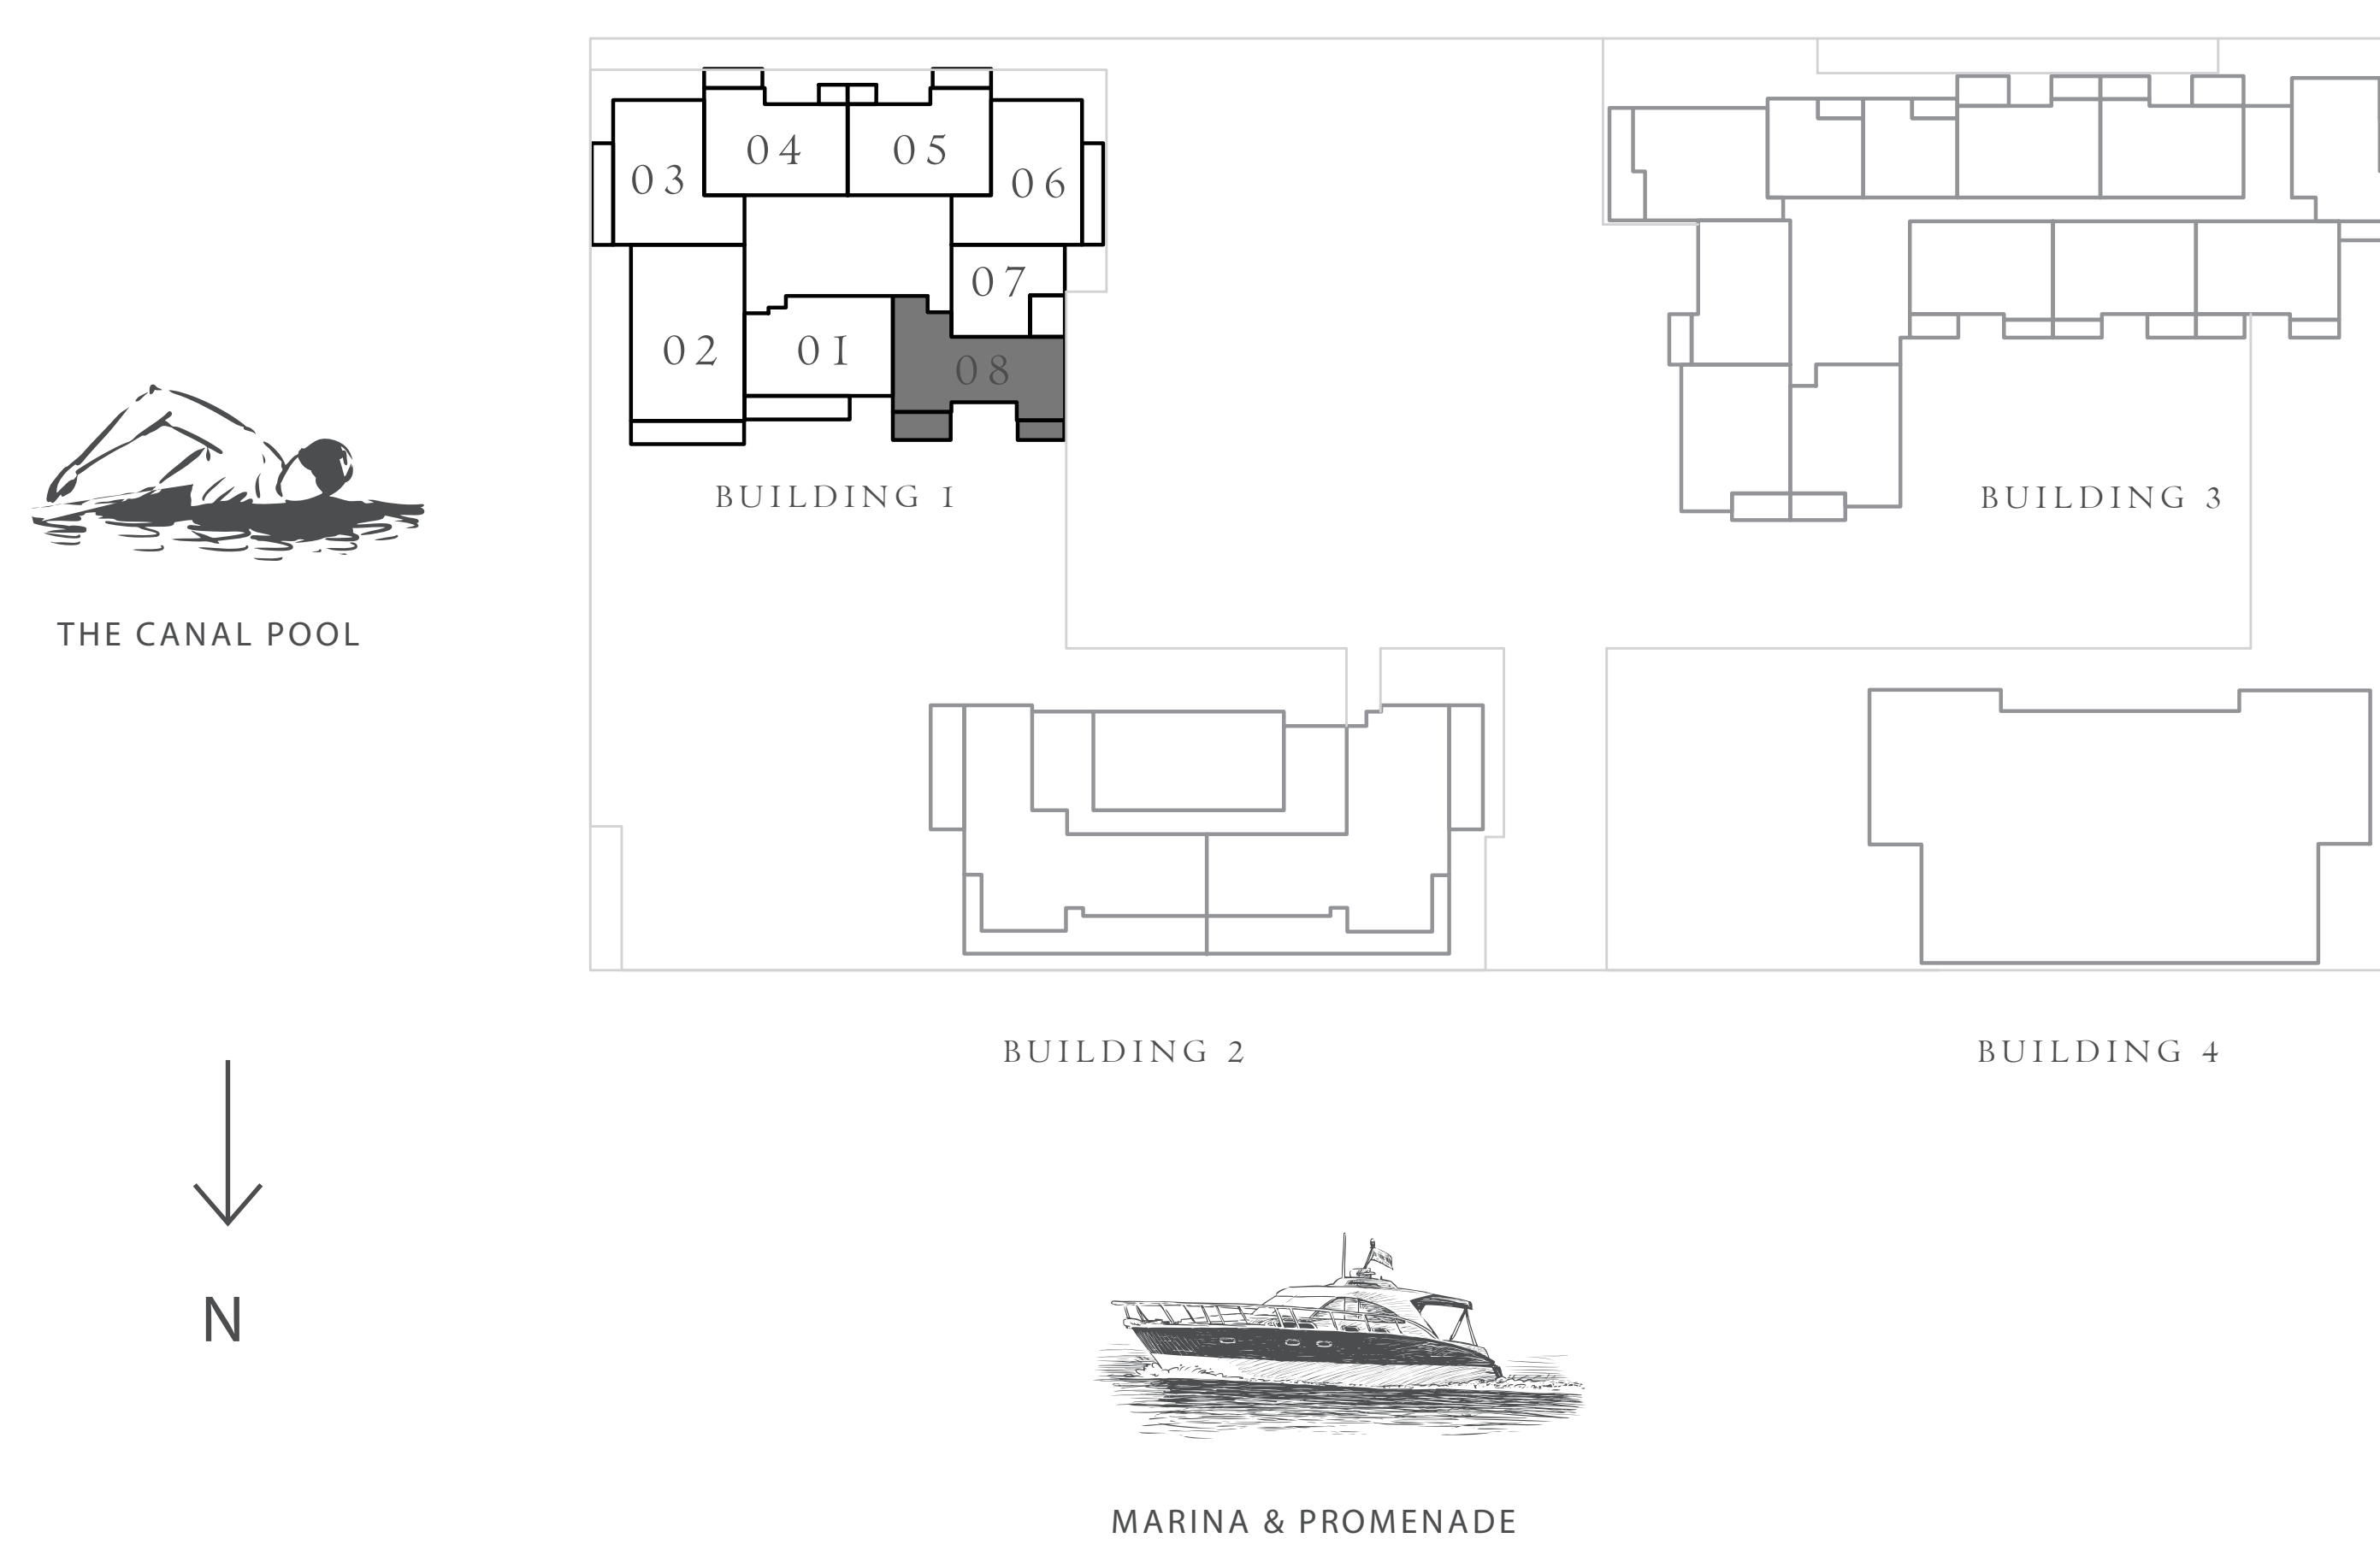 04
05
03
06
07
02
01
08
BUILDING 1
BUILDING 3
THE CANAL POOL
BUILDING 2
BUILDING 4
N
MARINA & PROMENADE